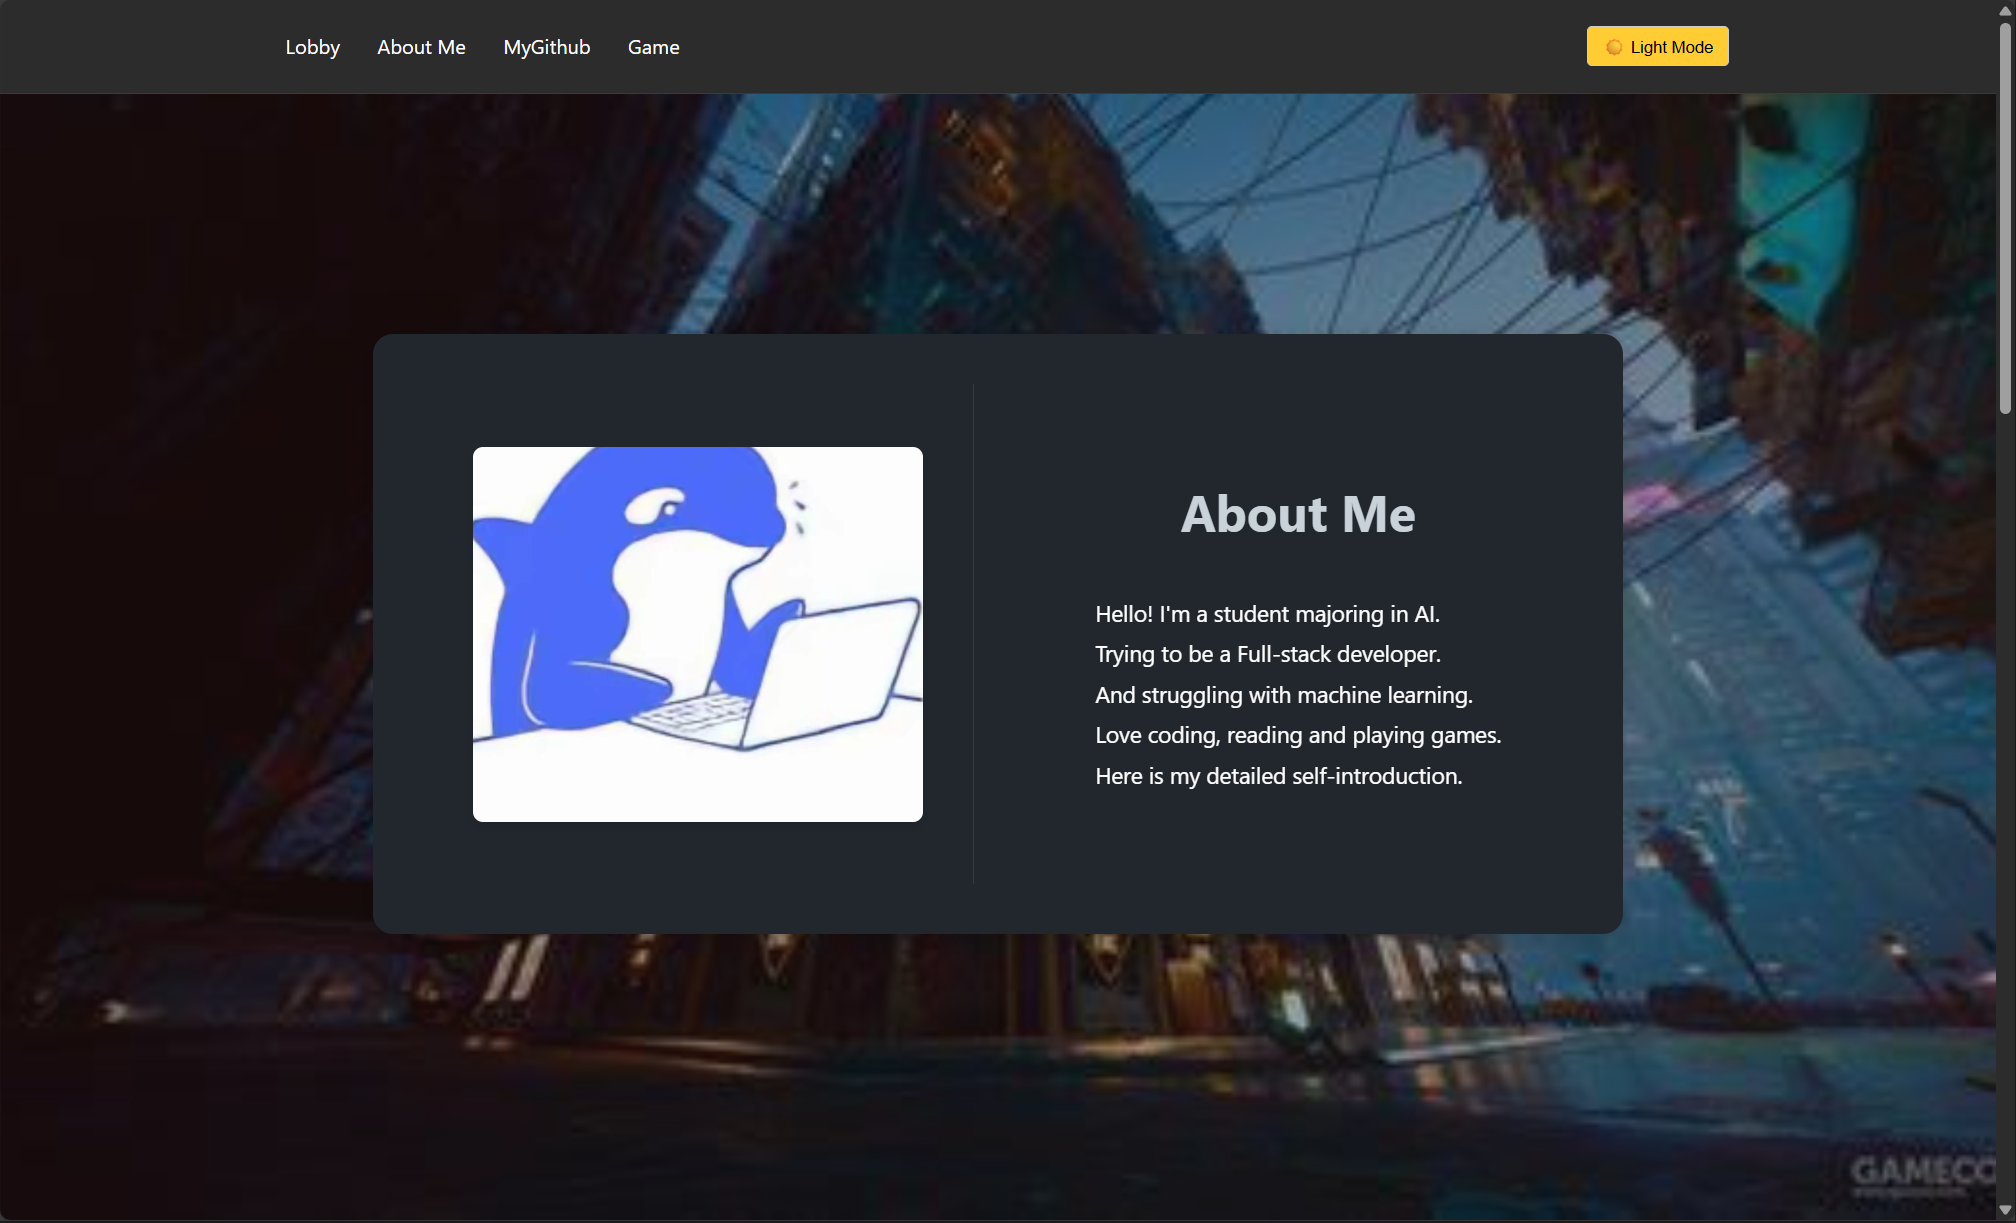 Lobby About Me MyGithub Game Light Mode
About Me
Hello! I'm a student majoring in AI.
Trying to be a Full-stack developer.
And struggling with machine learning.
Love coding, reading and playing games.
Here is my detailed self-introduction.
GAMECO